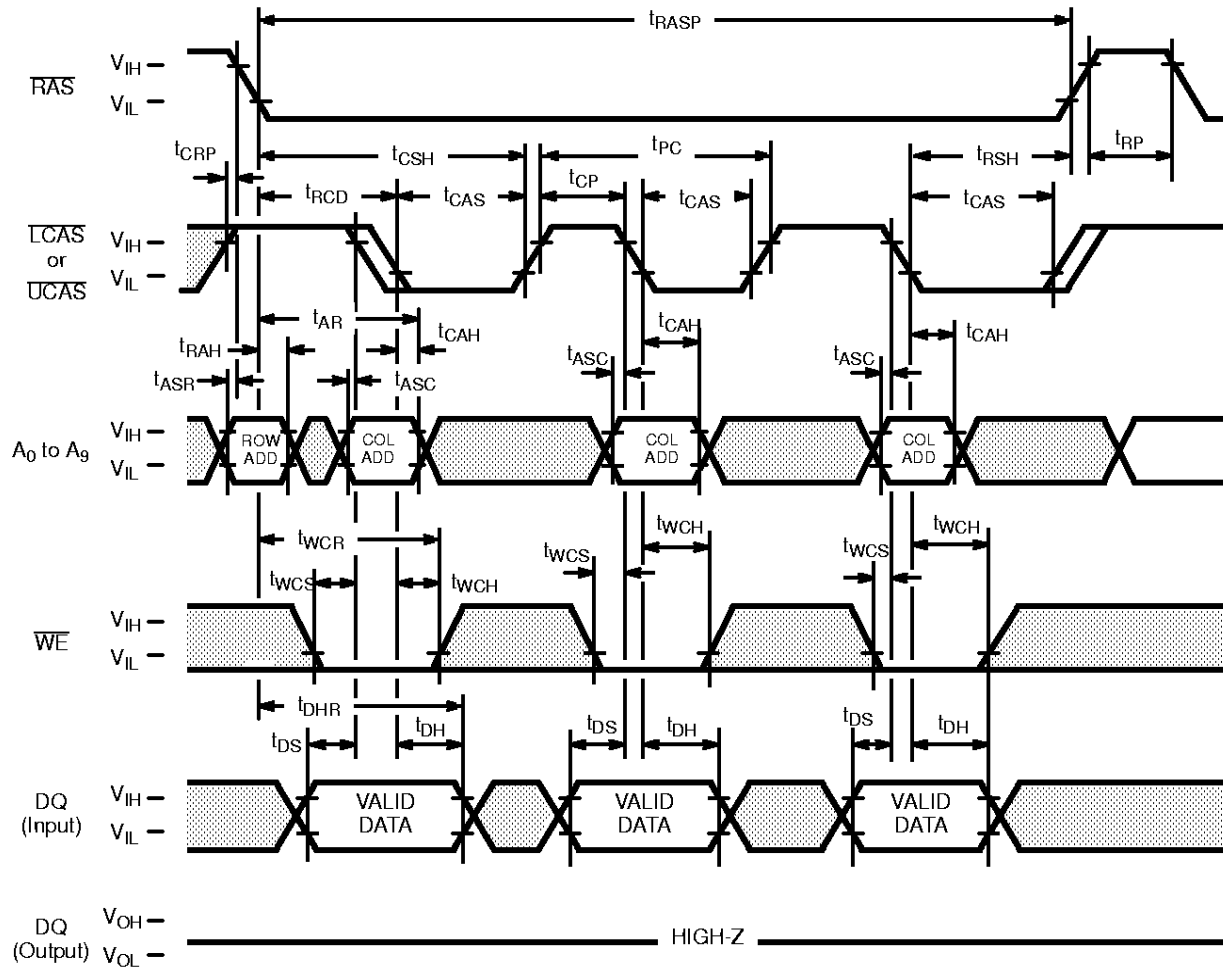 tRASP
RAS VIH
VIL
tCRP tCSH tPC tRSH tRP
tRCD tCAS tCP tCAS tCAS
LCAS
or
UCAS
VIH
VIL
tAR
tRAH tCAH tCAH tCAH
tASR tASC tASC tASC
A0 to A9
VIH
VIL
ROW
ADD
COL
ADD
COL
ADD
COL
ADD
tWCR tWCH tWCH
tWCS tWCH tWCS tWCS
WE
VIH
VIL
tDHR
tDS tDH tDS tDH tDS tDH
DQ
(Input)
VIH
VIL
VALID
DATA
VALID
DATA
VALID
DATA
DQ
(Output)
VOH
VOL
HIGH-Z